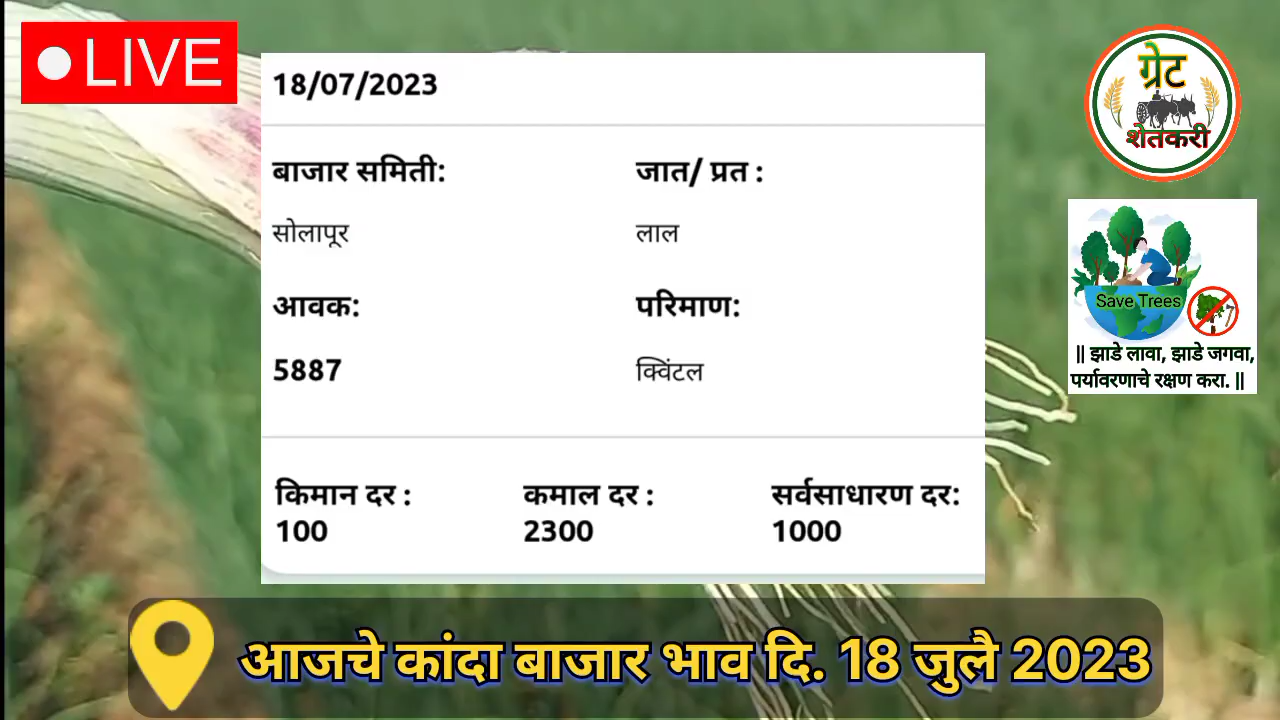 LIVE
18/07/2023
बाजार समिती:
जात/ प्रत :
सोलापूर
लाल
आवक:
परिमाण:
5887
क्विंटल
किमान दर :
कमाल दर :
सर्वसाधारण दर:
100
2300
1000
ग्रेट
शेतकरी
Save Trees
|| झाडे लावा, झाडे जगवा,
पर्यावरणाचे रक्षण करा. ||
आजचे कांदा बाजार भाव दि. 18 जुलै 2023